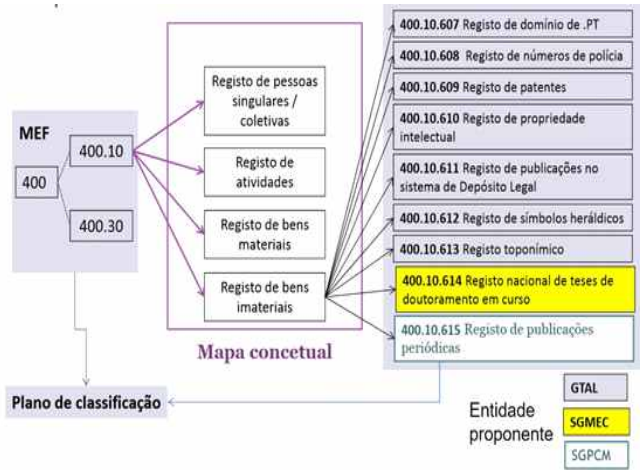 MEF
400
400.10
400.30
Registo de pessoas
singulares /
coletivas
Registo de
atividades
Registo de bens
materiais
Registo de bens
imateriais
Mapa concetual
400.10.607 Registo de domínio de .PT
400.10.608 Registo de números de polícia
400.10.609 Registo de patentes
400.10.610 Registo de propriedade
intelectual
400.10.611 Registo de publicações no
sistema de Depósito Legal
400.10.612 Registo de símbolos heráldicos
400.10.613 Registo toponímico
400.10.614 Registo nacional de teses de
doutoramento em curso
400.10.615 Registo de publicações
periódicas
Plano de classificação
Entidade
proponente
GTAL
SGMEC
SGPCM